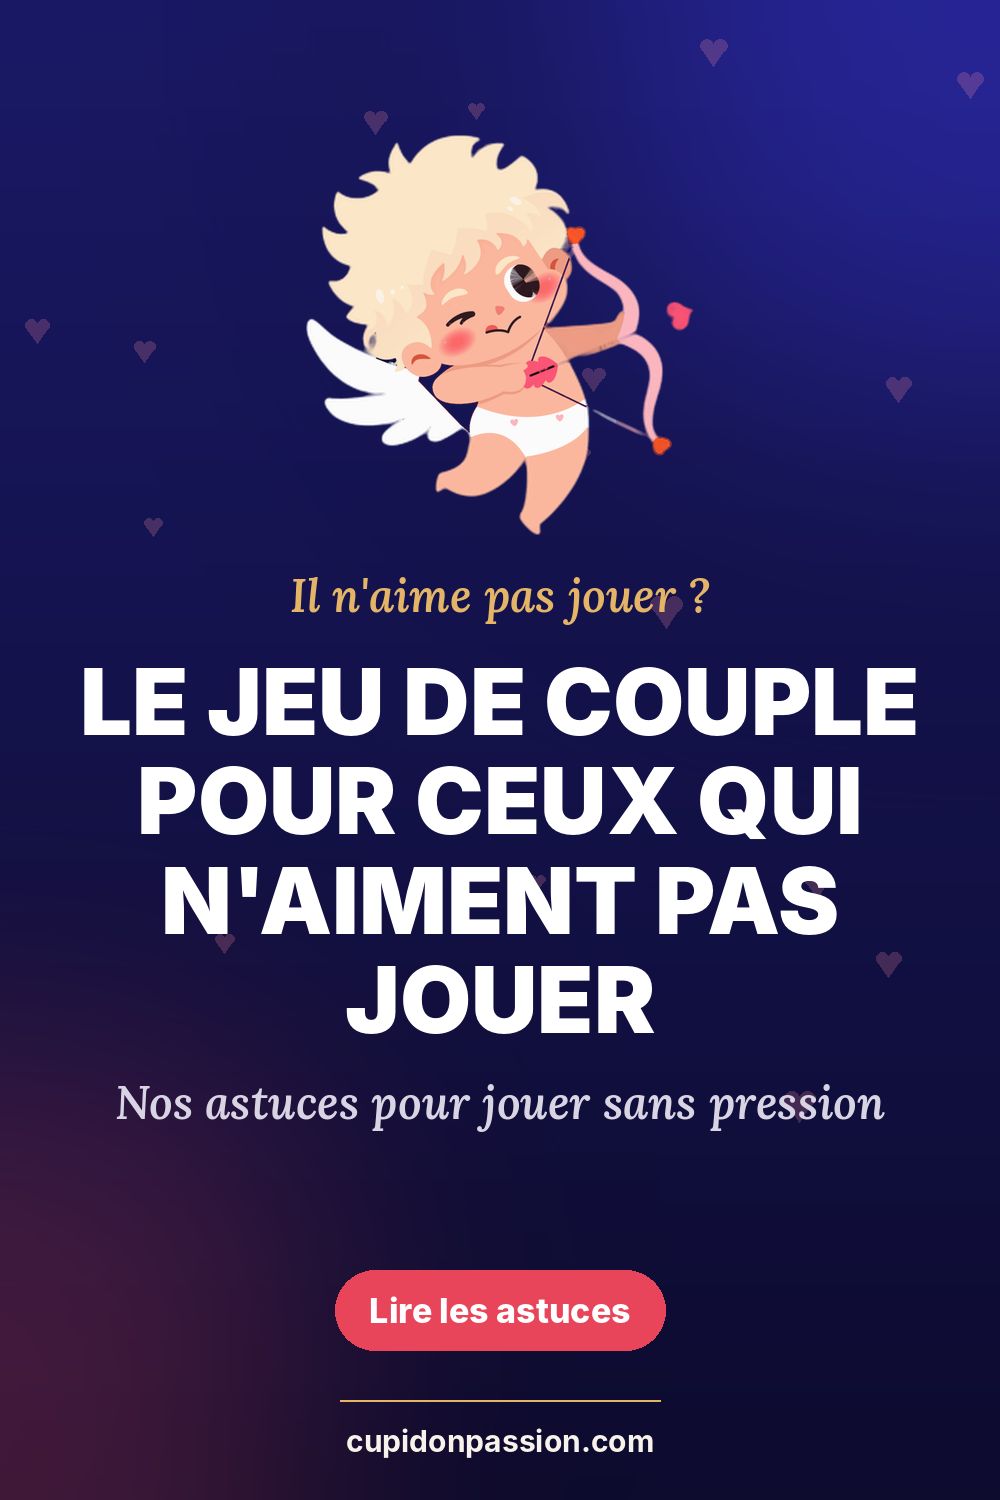 Il n'aime pas jouer ?
LE JEU DE COUPLE
POUR CEUX QUI
N'AIMENT PAS
JOUER
Nos astuces pour jouer sans pression
Lire les astuces
cupidonpassion.com